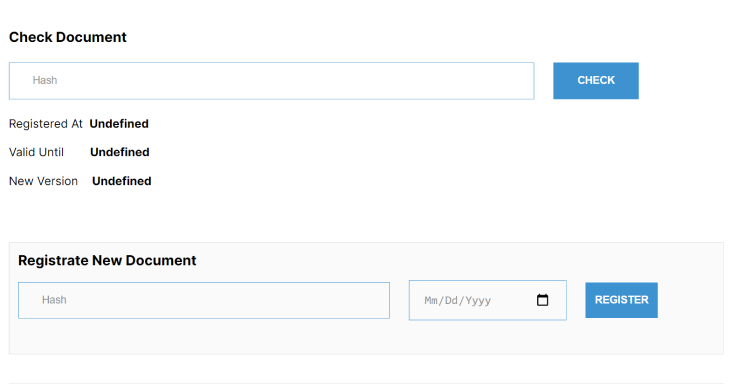 Check Document
Hash CHECK
Registered At Undefined
Valid Until Undefined
New Version Undefined
Registrate New Document
Hash Mm/Dd/Yyyy REGISTER